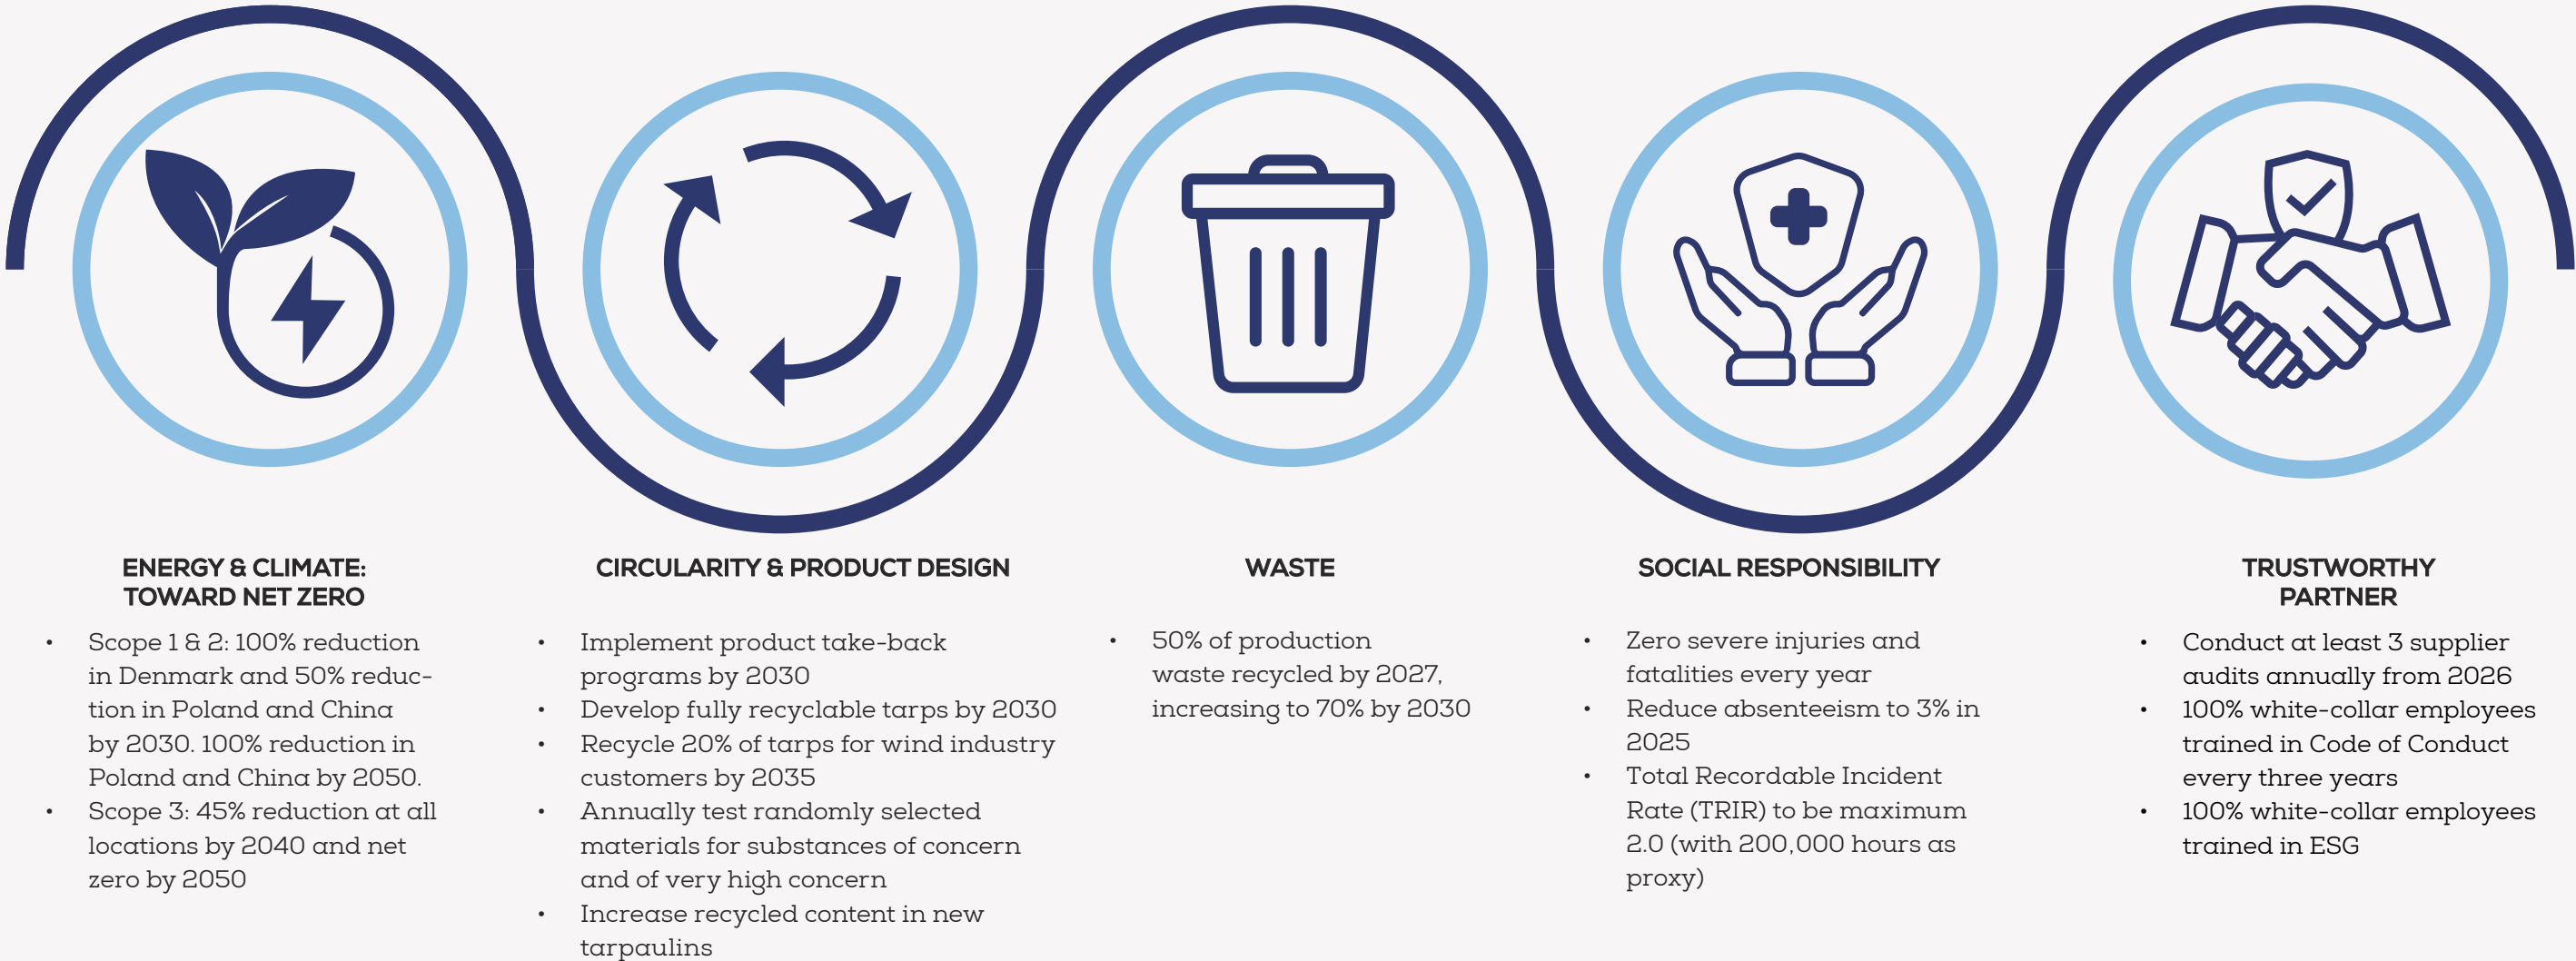 ENERGY & CLIMATE:
TOWARD NET ZERO
• Scope 1 & 2: 100% reduction
in Denmark and 50% reduc-
tion in Poland and China
by 2030. 100% reduction in
Poland and China by 2050.
• Scope 3: 45% reduction at all
locations by 2040 and net
zero by 2050
CIRCULARITY & PRODUCT DESIGN
• Implement product take-back
programs by 2030
• Develop fully recyclable tarps by 2030
• Recycle 20% of tarps for wind industry
customers by 2035
• Annually test randomly selected
materials for substances of concern
and of very high concern
• Increase recycled content in new
tarpaulins
WASTE
• 50% of production
waste recycled by 2027,
increasing to 70% by 2030
SOCIAL RESPONSIBILITY
• Zero severe injuries and
fatalities every year
• Reduce absenteeism to 3% in
2025
• Total Recordable Incident
Rate (TRIR) to be maximum
2.0 (with 200,000 hours as
proxy)
TRUSTWORTHY
PARTNER
• Conduct at least 3 supplier
audits annually from 2026
• 100% white-collar employees
trained in Code of Conduct
every three years
• 100% white-collar employees
trained in ESG